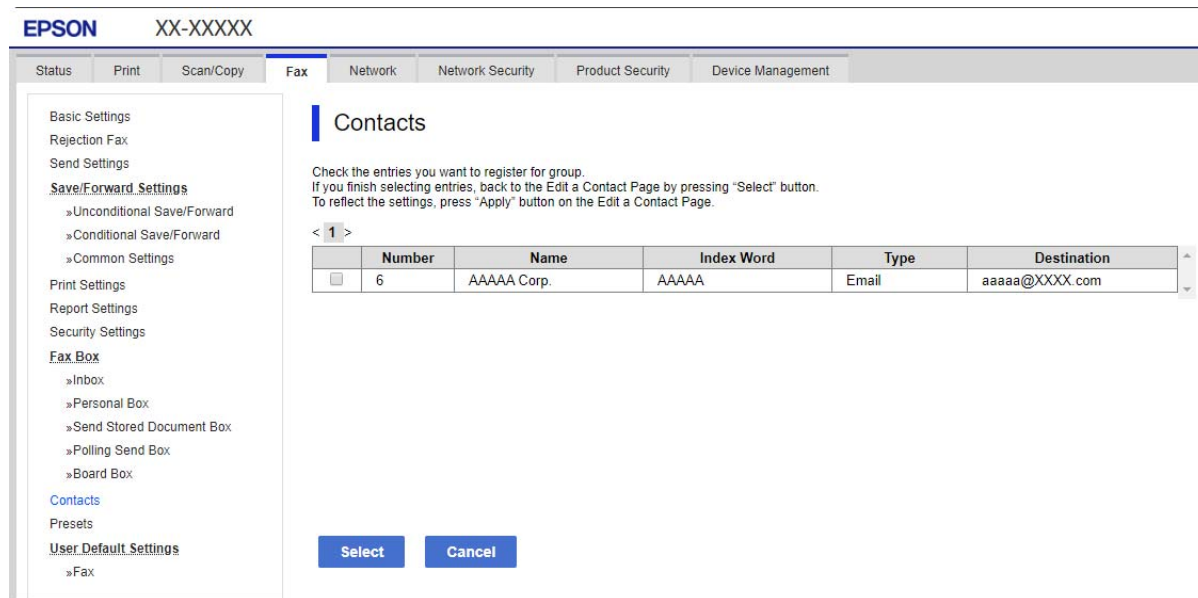 EPSON XX-XXXXX
Status Print Scan/Copy Fax Network Network Security Product Security Device Management
Basic Settings
Rejection Fax
Send Settings
Save/Forward Settings
»Unconditional Save/Forward
»Conditional Save/Forward
»Common Settings
Print Settings
Report Settings
Security Settings
Fax Box
»Inbox
»Personal Box
»Send Stored Document Box
»Polling Send Box
»Board Box
Contacts
Presets
User Default Settings
»Fax
Contacts
Check the entries you want to register for group.
If you finish selecting entries, back to the Edit a Contact Page by pressing “Select” button.
To reflect the settings, press “Apply” button on the Edit a Contact Page.
< 1 >
Number Name Index Word Type Destination
6 AAAAA Corp. AAAAA Email aaaaa@XXXX.com
Select Cancel